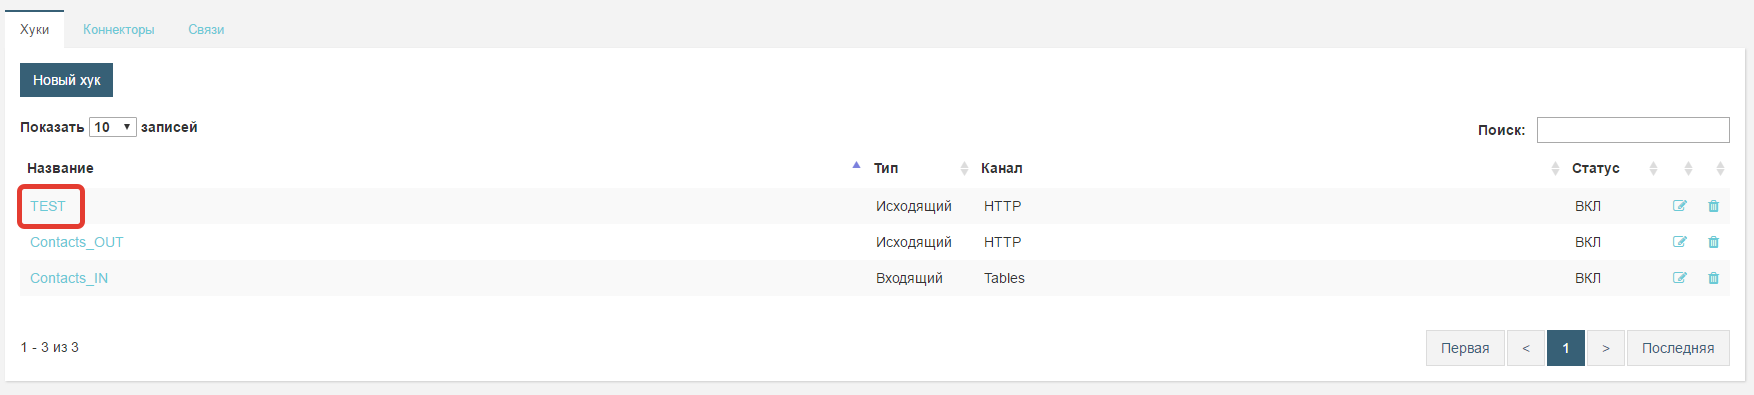 Хуки Коннекторы Связи
Новый хук
Показать 10 записей
Поиск:
Название Тип Канал Статус
TEST Исходящий HTTP ВКЛ
Contacts_OUT Исходящий HTTP ВКЛ
Contacts_IN Входящий Tables ВКЛ
1 - 3 из 3 Первая < 1 > Последняя